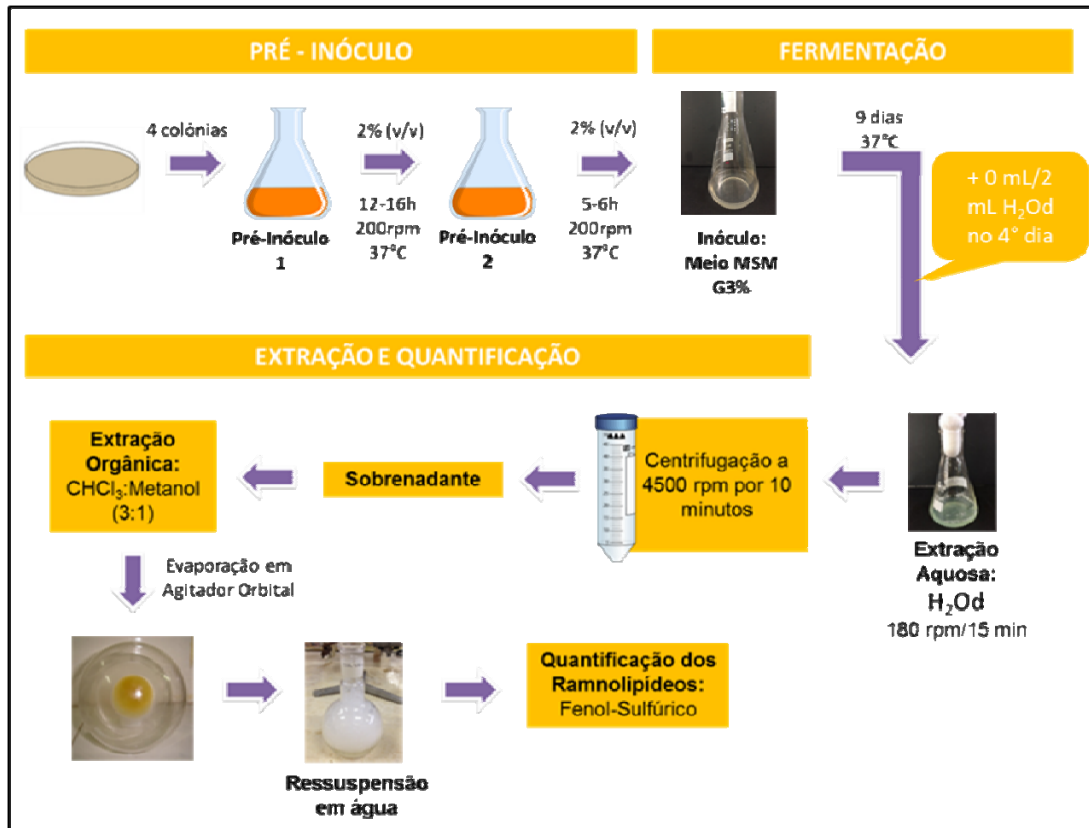 PRÉ - INÓCULO
FERMENTAÇÃO
4 colónias
2% (v/v)
12-16h
200rpm
37°C
2% (v/v)
5-6h
200rpm
37°C
9 dias
37°C
Pré-Inóculo
1
Pré-Inóculo
2
Inóculo:
Meio MSM
G3%
+ 0 mL/2
mL H₂Od
no 4° dia
EXTRAÇÃO E QUANTIFICAÇÃO
Extração
Orgânica:
CHCl₃:Metanol
(3:1)
Sobrenadante
Centrifugação a
4500 rpm por 10
minutos
Extração
Aquosa:
H₂Od
180 rpm/15 min
Evaporação em
Agitador Orbital
Ressuspensão
em água
Quantificação dos
Ramnolipídeos:
Fenol-Sulfúrico